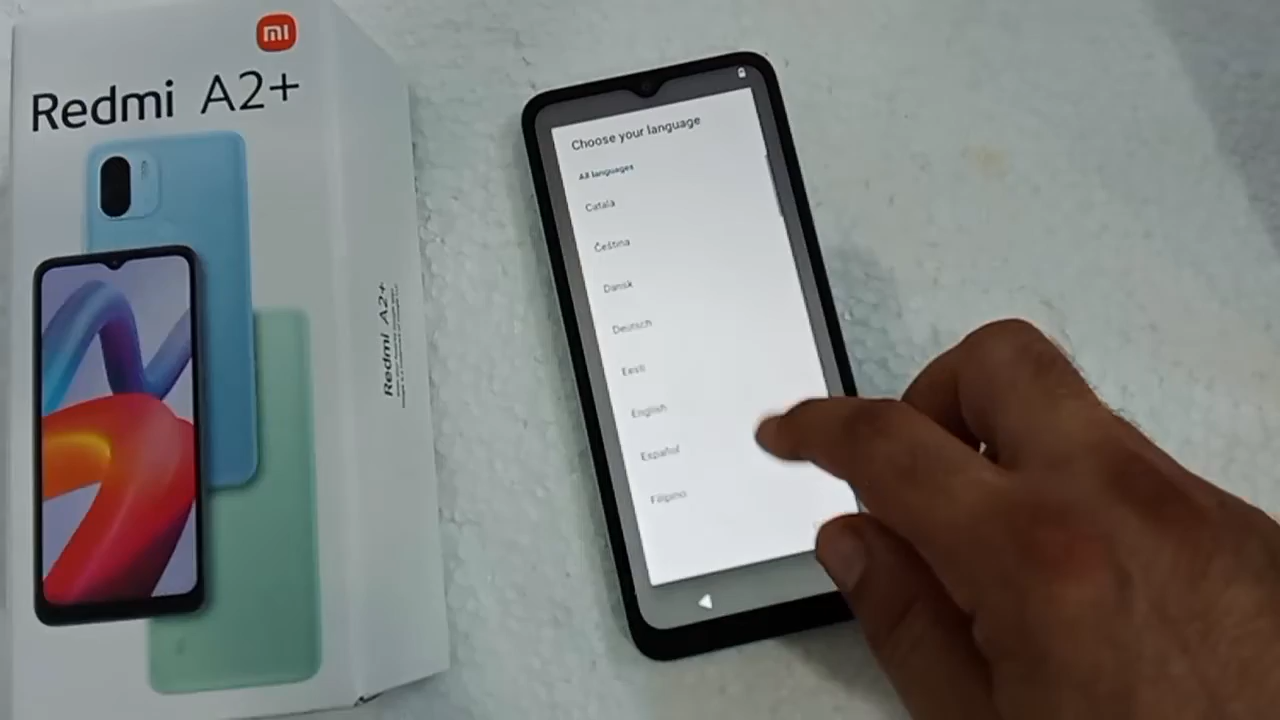 mi
Redmi A2+
Redmi A2+
Choose your language
All languages
Català
Čeština
Dansk
Deutsch
Eesti
English
Español
Filipino